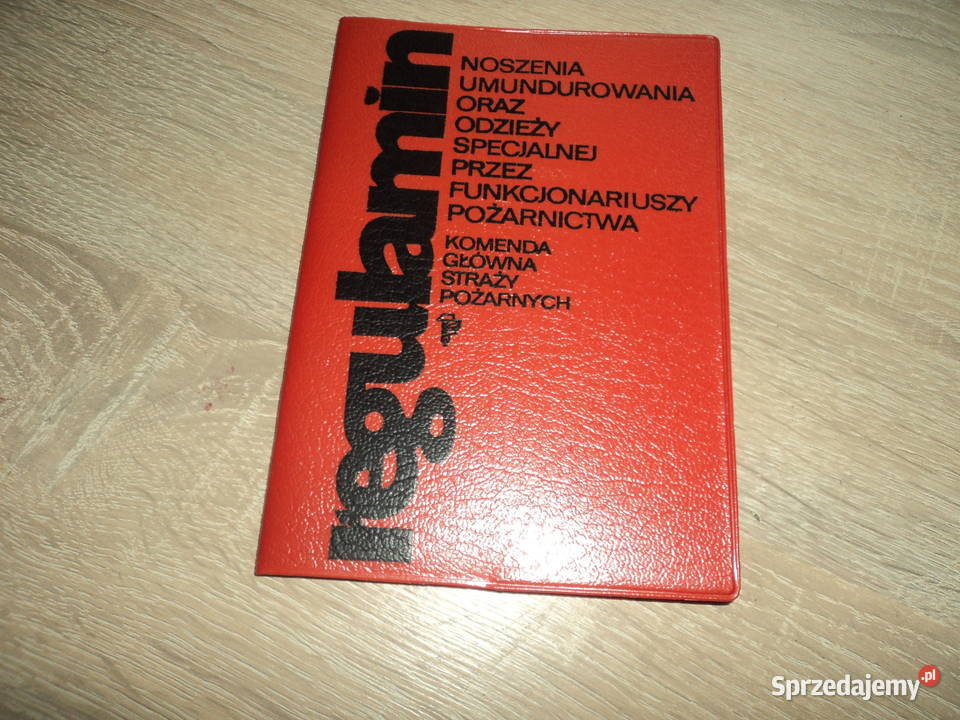 regulamin
NOSZENIA
UMUNDUROWANIA
ORAZ
ODZIEŻY
SPECJALNEJ
PRZEZ
FUNKCJONARIUSZY
POŻARNICTWA
KOMENDA
GŁÓWNA
STRAŻY
POŻARNYCH
Sprzedajemy.pl